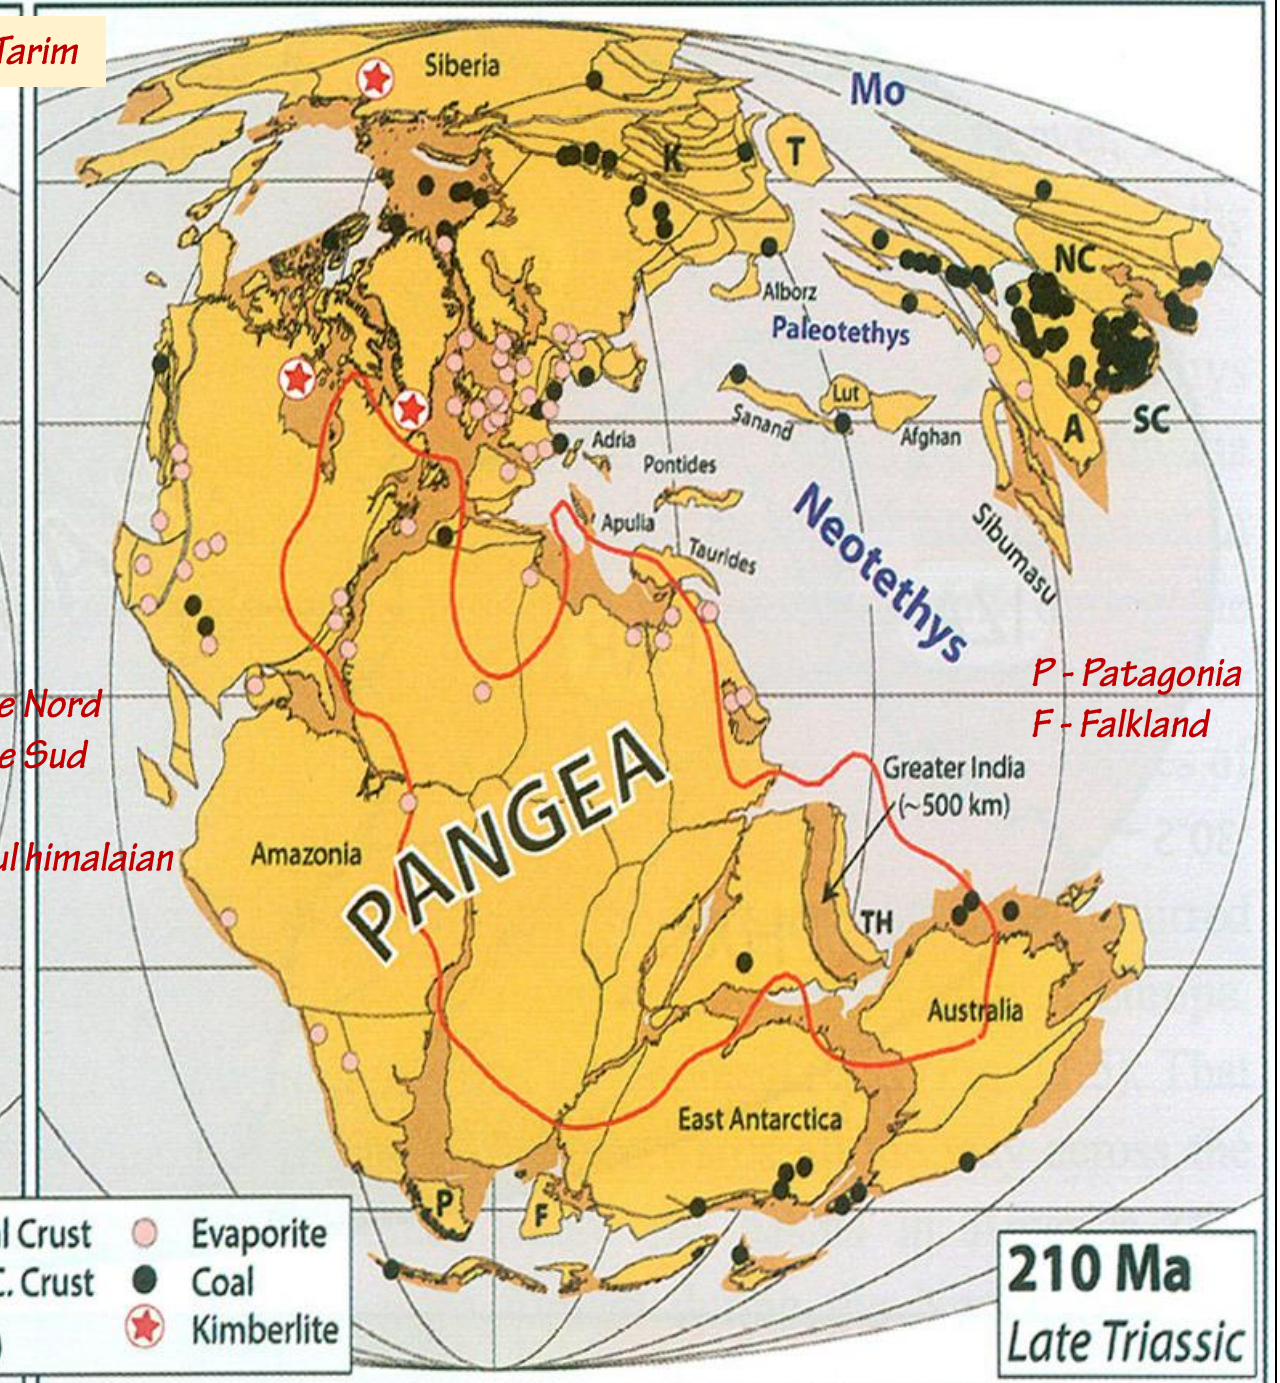 Tarim
Siberia
Mo
K
T
NC
Alborz
Paleotethys
Lut
Sanand
Afghan
A
SC
Adria
Pontides
Apulia
Taurides
Neotethys
Sibumasu
P - Patagonia
F - Falkland
e Nord
e Sud
Greater India
(~500 km)
PANGEA
Amazonia
ul himalaian
TH
Australia
East Antarctica
P
F
l Crust
Evaporite
C. Crust
Coal
)
Kimberlite
210 Ma
Late Triassic